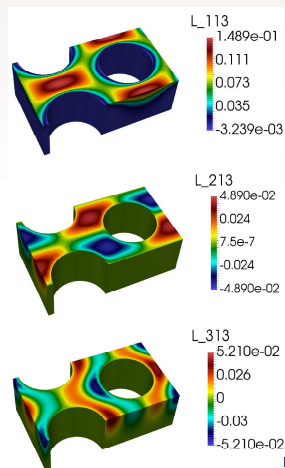 L_113
1.489e-01
0.111
0.073
0.035
-3.239e-03
L_213
4.890e-02
0.024
7.5e-7
-0.024
-4.890e-02
L_313
5.210e-02
0.026
0
-0.03
-5.210e-02